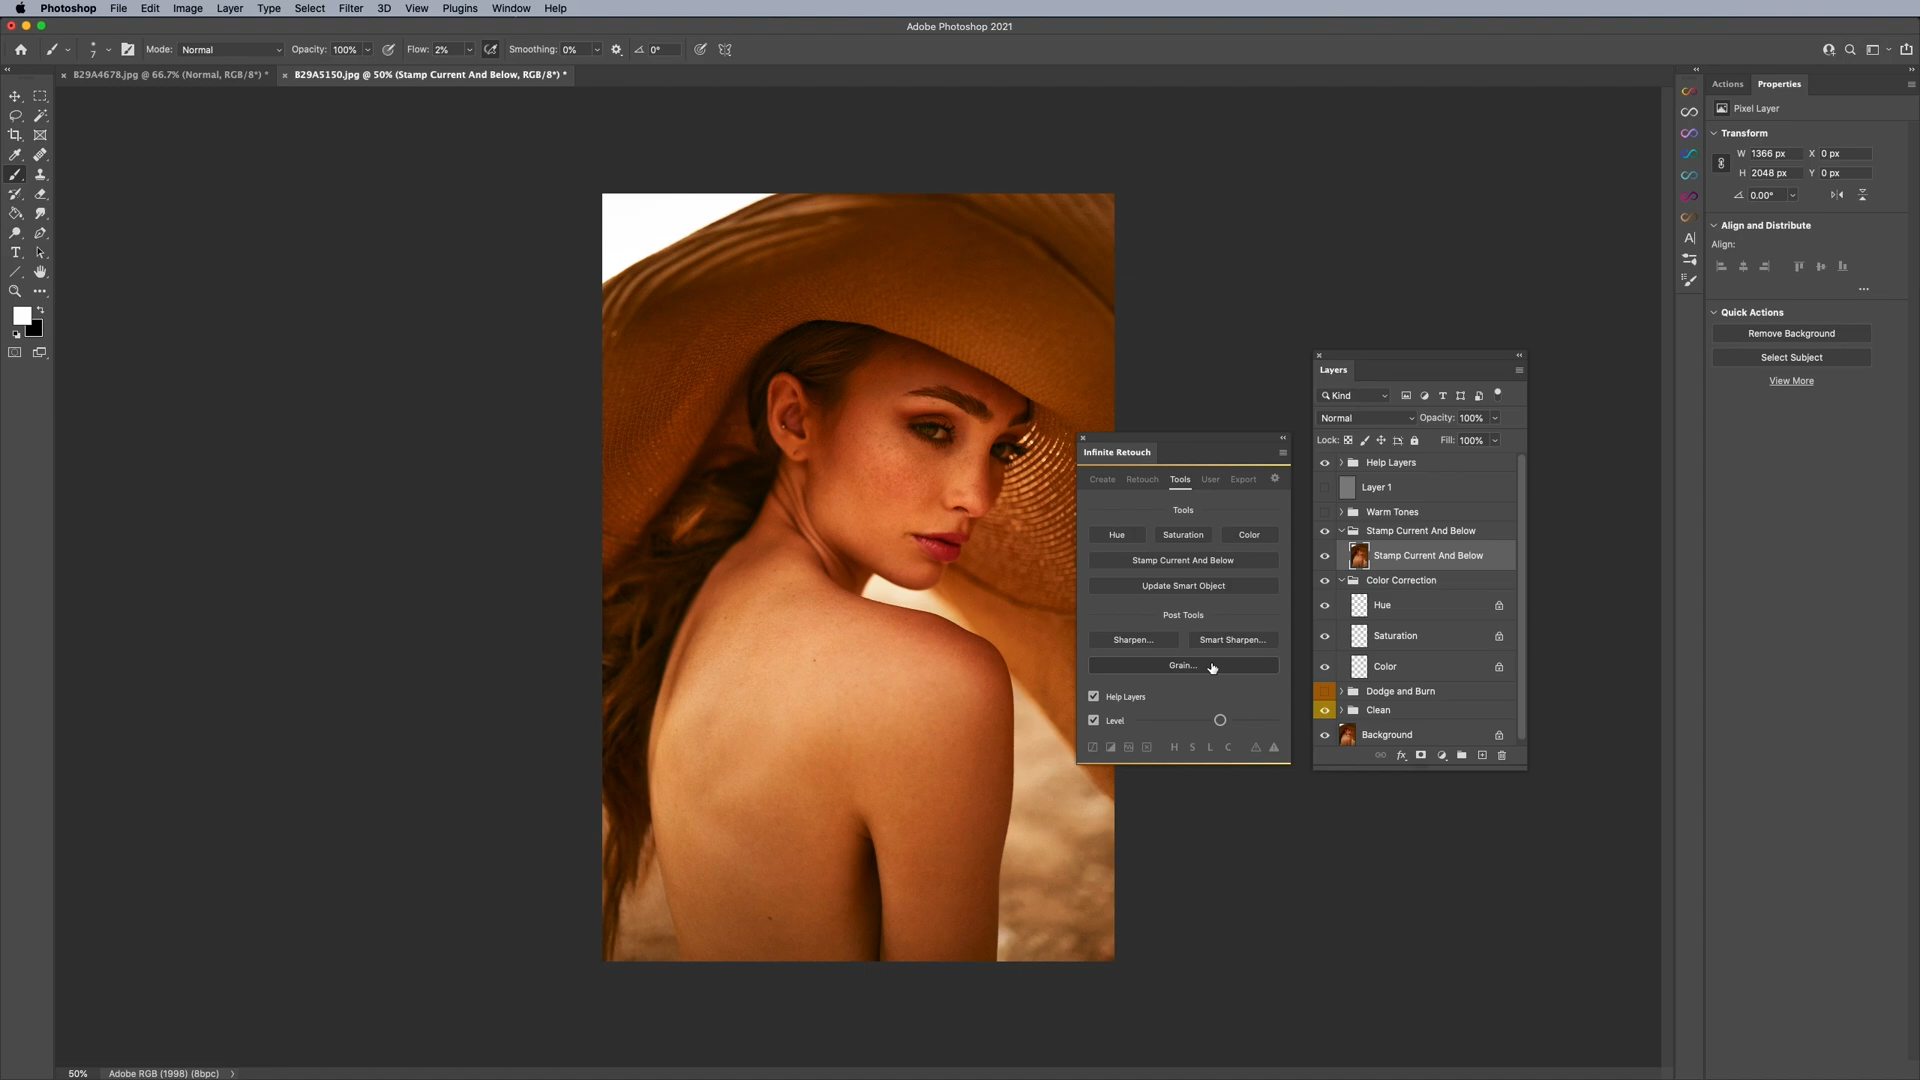 Photoshop File Edit Image Layer Type Select Filter 3D View Plugins Window Help
Adobe Photoshop 2021
7 Mode: Normal Opacity: 100% Flow: 2% Smoothing: 0% 0°
B29A4678.jpg @ 66.7% (Normal, RGB/8*) * B29A5150.jpg @ 50% (Stamp Current And Below, RGB/8*) *
Actions Properties
Pixel Layer
Transform
W 1366 px X 0 px
H 2048 px Y 0 px
0.00°
Align and Distribute
Align:
Quick Actions
Remove Background
Select Subject
View More
Infinite Retouch
Create Retouch Tools User Export
Tools
Hue Saturation Color
Stamp Current And Below
Update Smart Object
Post Tools
Sharpen... Smart Sharpen...
Grain...
Help Layers
Level
H S L C
Layers
Kind
Normal Opacity: 100%
Lock: Fill: 100%
Help Layers
Layer 1
Warm Tones
Stamp Current And Below
Stamp Current And Below
Color Correction
Hue
Saturation
Color
Dodge and Burn
Clean
Background
fx
50% Adobe RGB (1998) (8bpc)